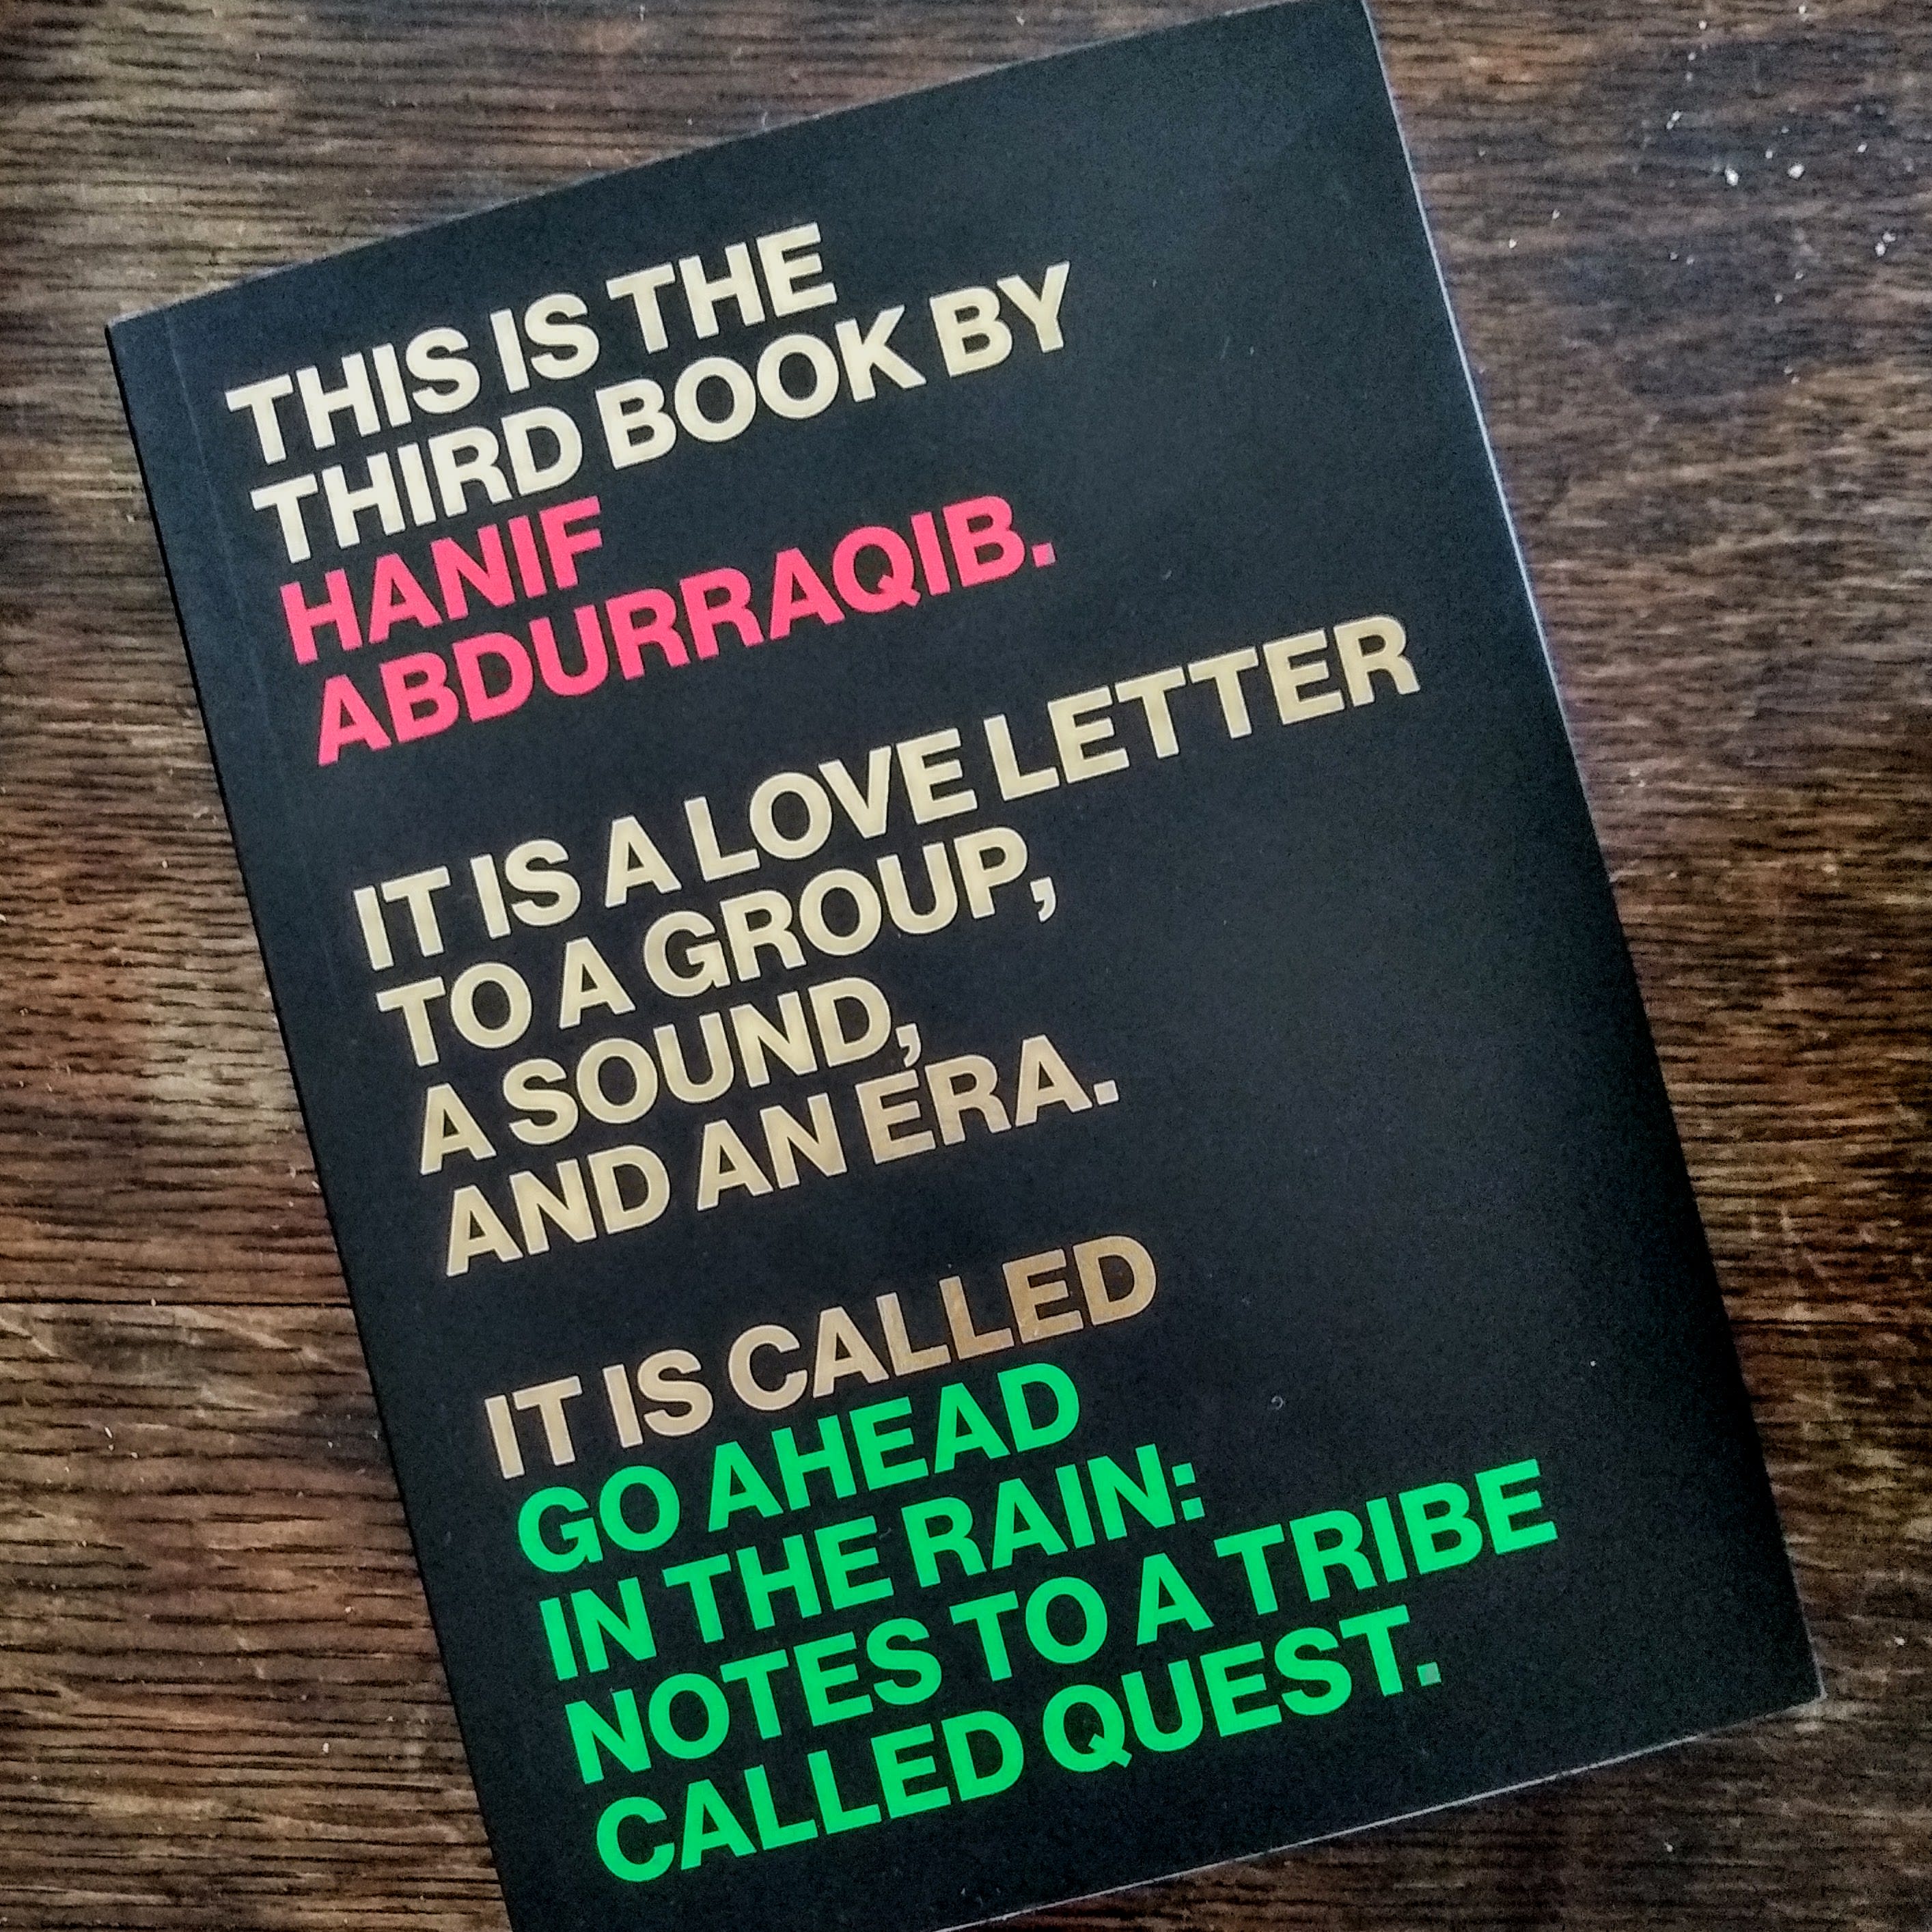 THIS IS THE
THIRD BOOK BY
HANIF
ABDURRAQIB.
IT IS A LOVE LETTER
TO A GROUP,
A SOUND,
AND AN ERA.
IT IS CALLED
GO AHEAD
IN THE RAIN:
NOTES TO A TRIBE
CALLED QUEST.